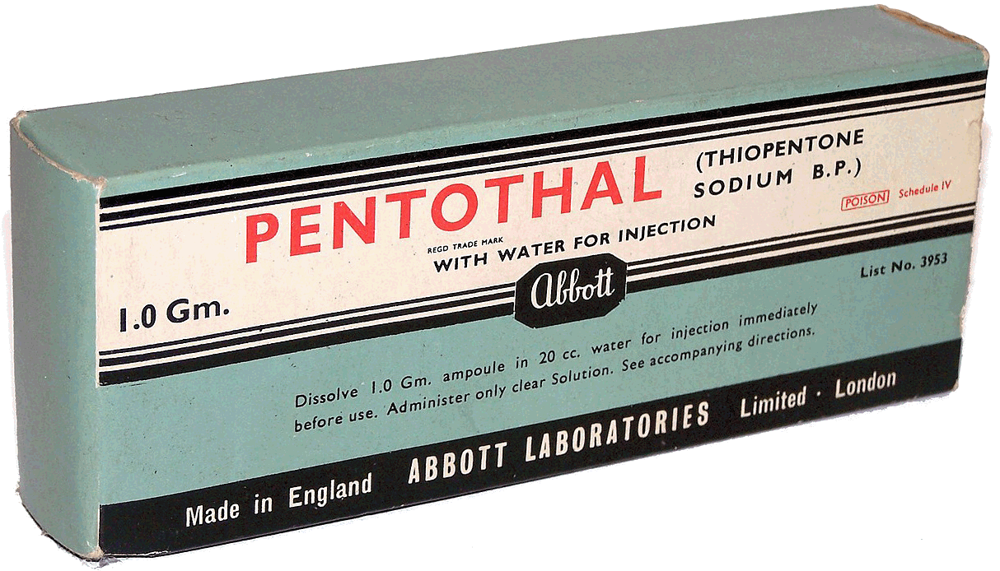 PENTOTHAL
(THIOPENTONE
SODIUM B.P.)
POISON Schedule IV
REGD TRADE MARK
WITH WATER FOR INJECTION
1.0 Gm.
Abbott
List No. 3953
Dissolve 1.0 Gm. ampoule in 20 cc. water for injection immediately
before use. Administer only clear Solution. See accompanying directions.
Made in England ABBOTT LABORATORIES Limited · London